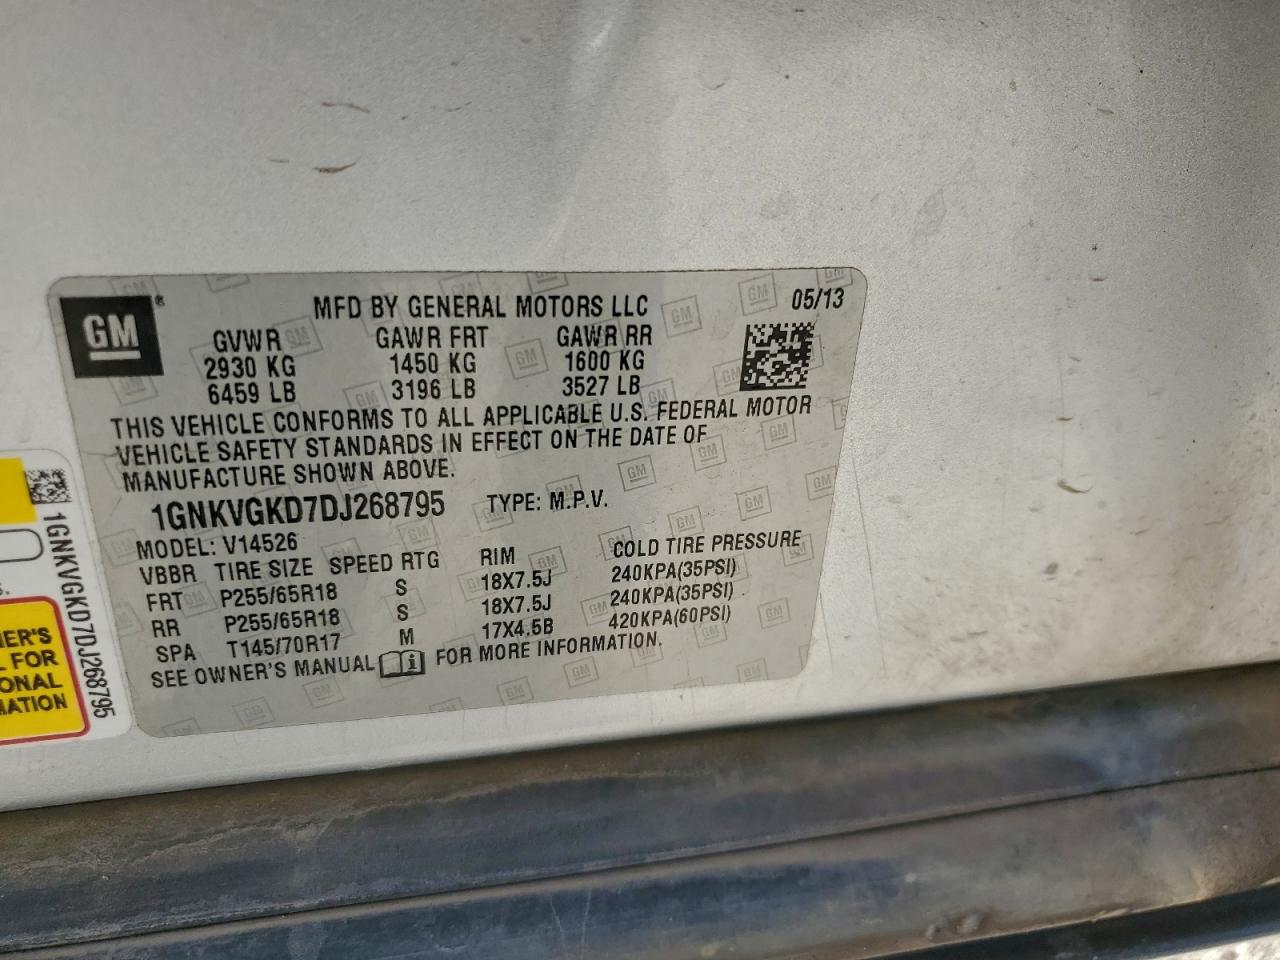 GM
®
MFD BY GENERAL MOTORS LLC 05/13
GVWR GAWR FRT GAWR RR
2930 KG 1450 KG 1600 KG
6459 LB 3196 LB 3527 LB
THIS VEHICLE CONFORMS TO ALL APPLICABLE U.S. FEDERAL MOTOR
VEHICLE SAFETY STANDARDS IN EFFECT ON THE DATE OF
MANUFACTURE SHOWN ABOVE.
1GNKVGKD7DJ268795 TYPE: M.P.V.
MODEL: V14526
VBBR TIRE SIZE SPEED RTG RIM COLD TIRE PRESSURE
FRT P255/65R18 S 18X7.5J 240KPA(35PSI)
RR P255/65R18 S 18X7.5J 240KPA(35PSI)
SPA T145/70R17 M 17X4.5B 420KPA(60PSI)
SEE OWNER'S MANUAL i FOR MORE INFORMATION.
1GNKVGKD7DJ268795
NER'S
L FOR
ONAL
MATION